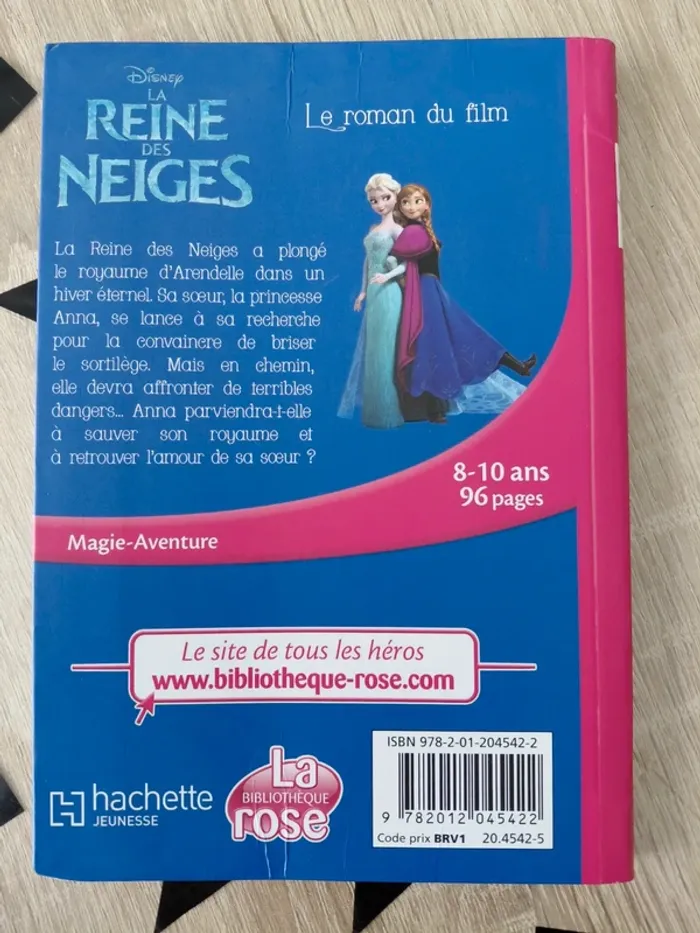 Disney
LA
REINE
DES
NEIGES
Le roman du film
La Reine des Neiges a plongé
le royaume d'Arendelle dans un
hiver éternel. Sa sœur, la princesse
Anna, se lance à sa recherche
pour la convaincre de briser
le sortilège. Mais en chemin,
elle devra affronter de terribles
dangers... Anna parviendra-t-elle
à sauver son royaume et
à retrouver l'amour de sa sœur ?
8-10 ans
96 pages
Magie-Aventure
Le site de tous les héros
www.bibliotheque-rose.com
hachette
JEUNESSE
La
BIBLIOTHÈQUE
rose
ISBN 978-2-01-204542-2
9 782012 045422
Code prix BRV1 20.4542-5